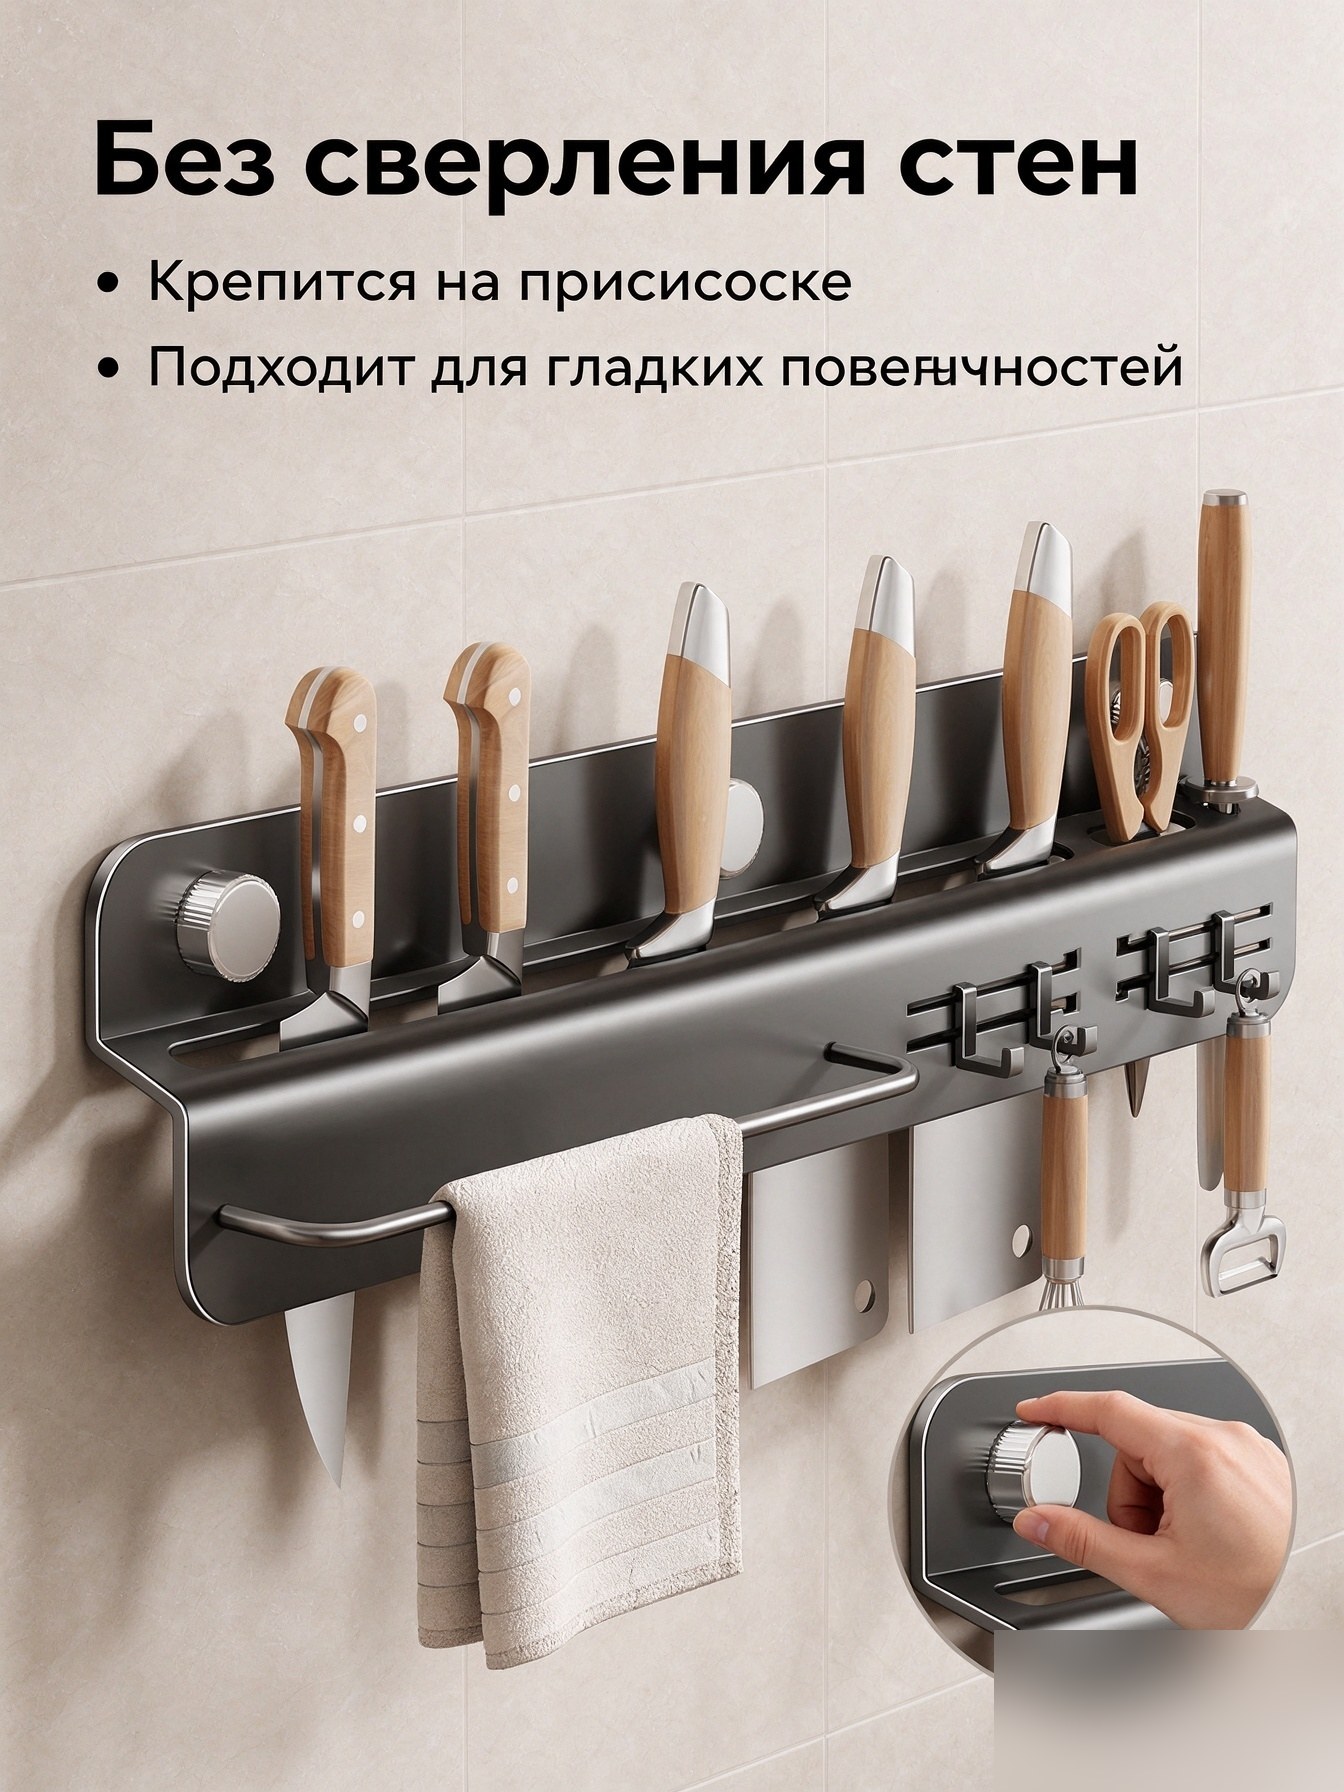 Без сверления стен
• Крепится на присисоске
• Подходит для гладких